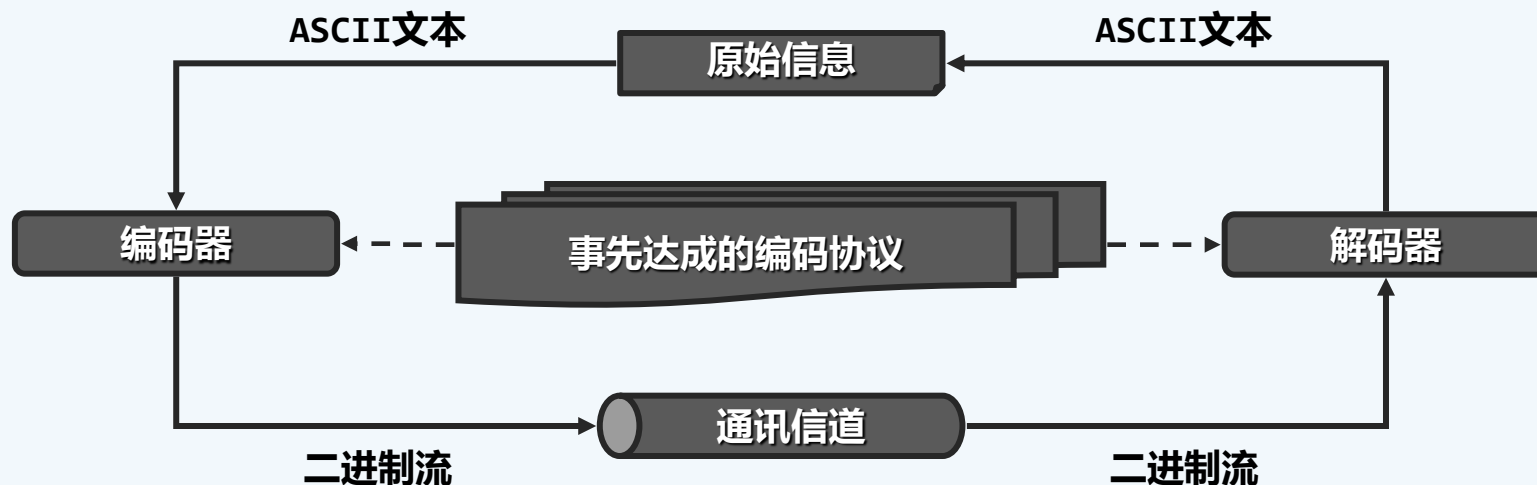 ASCII文本
ASCII文本
原始信息
编码器
事先达成的编码协议
解码器
通讯信道
二进制流
二进制流